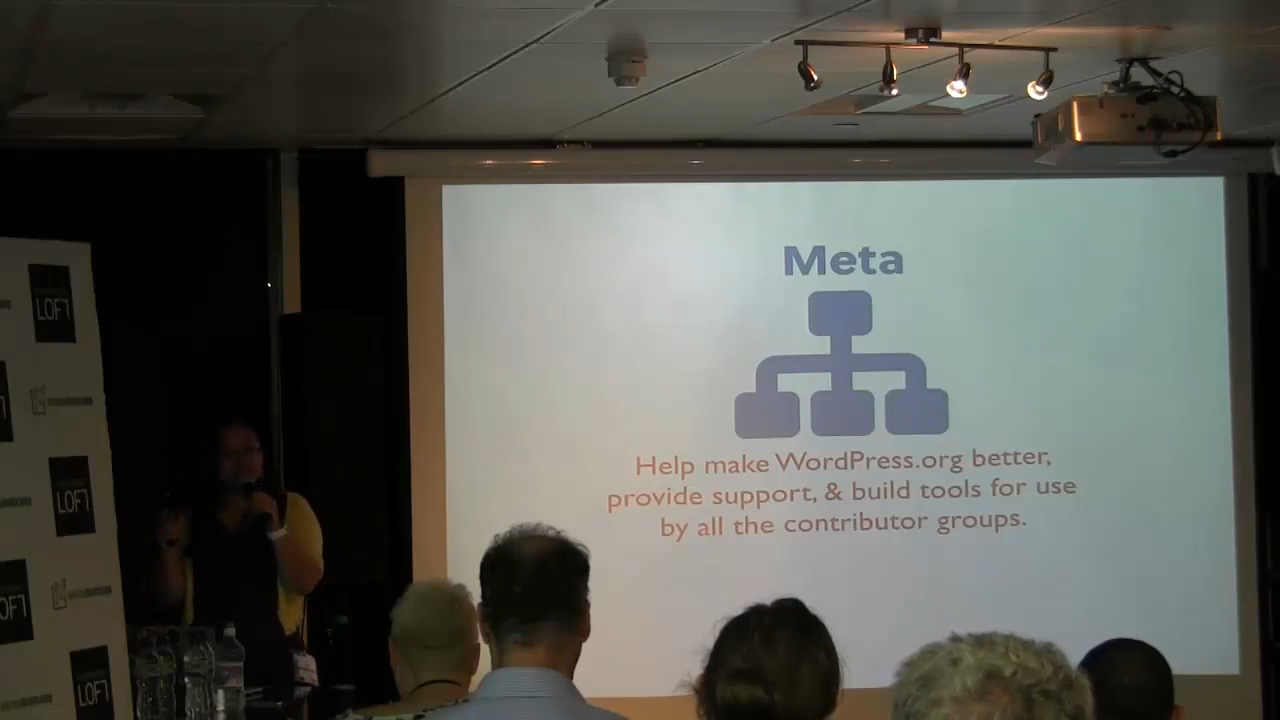 Meta
Help make WordPress.org better,
provide support, & build tools for use
by all the contributor groups.
LOFT
LOFT
LOFT
LOFT